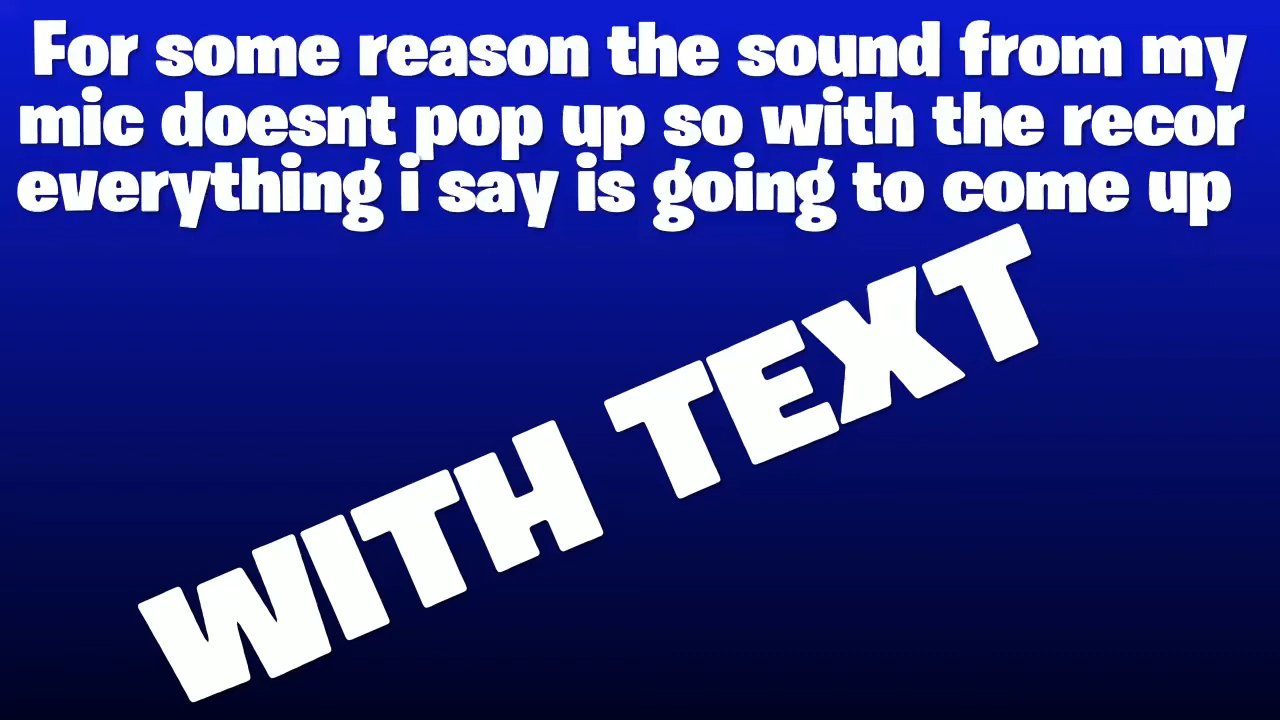 For some reason the sound from my
mic doesnt pop up so with the recor
everything i say is going to come up
WITH TEXT